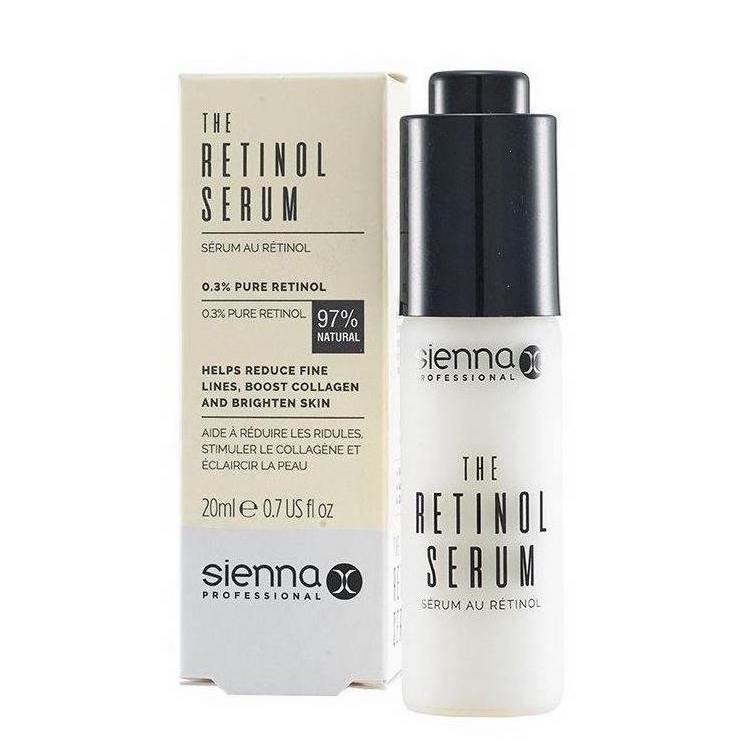 THE
RETINOL
SERUM
SÉRUM AU RÉTINOL
0.3% PURE RETINOL
0.3% PURE RETINOL
97%
NATURAL
HELPS REDUCE FINE
LINES, BOOST COLLAGEN
AND BRIGHTEN SKIN
AIDE À RÉDUIRE LES RIDULES,
STIMULER LE COLLAGÈNE ET
ÉCLAIRCIR LA PEAU
20ml e 0.7 US fl oz
sienna X
PROFESSIONAL
sienna X
PROFESSIONAL
THE
RETINOL
SERUM
SÉRUM AU RÉTINOL